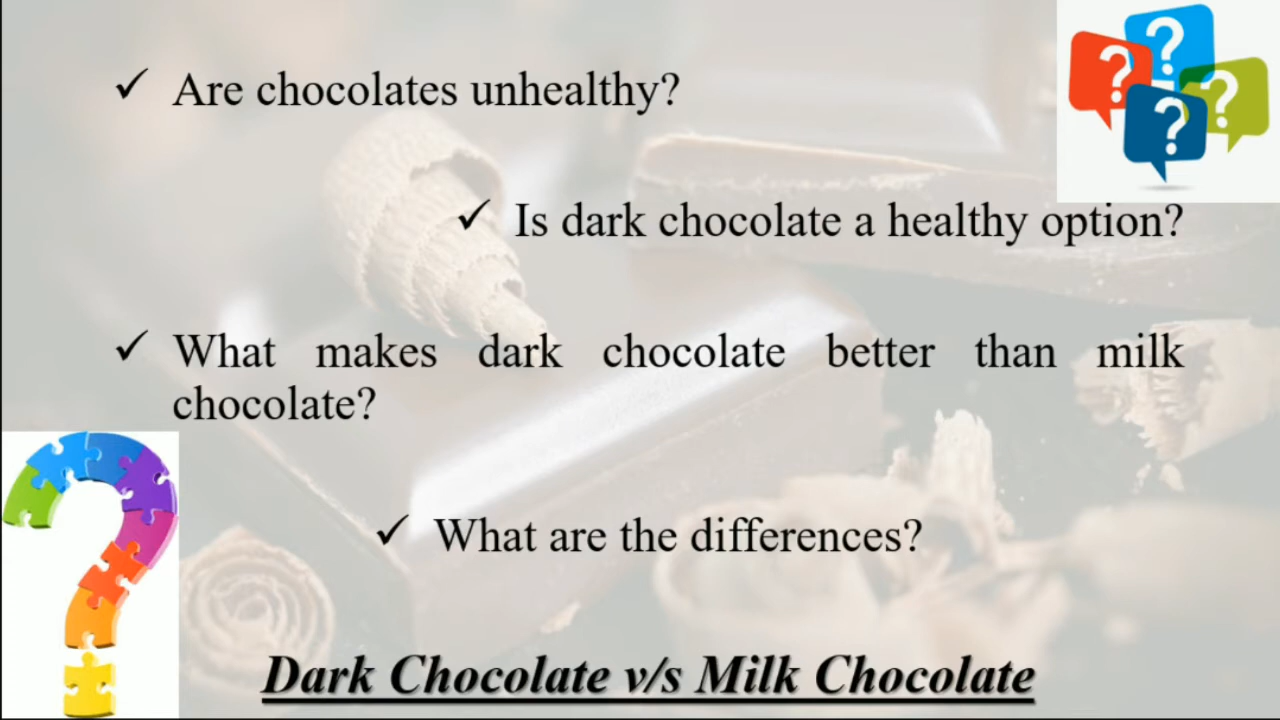 ✓ Are chocolates unhealthy?
✓ Is dark chocolate a healthy option?
✓ What makes dark chocolate better than milk
chocolate?
✓ What are the differences?
Dark Chocolate v/s Milk Chocolate